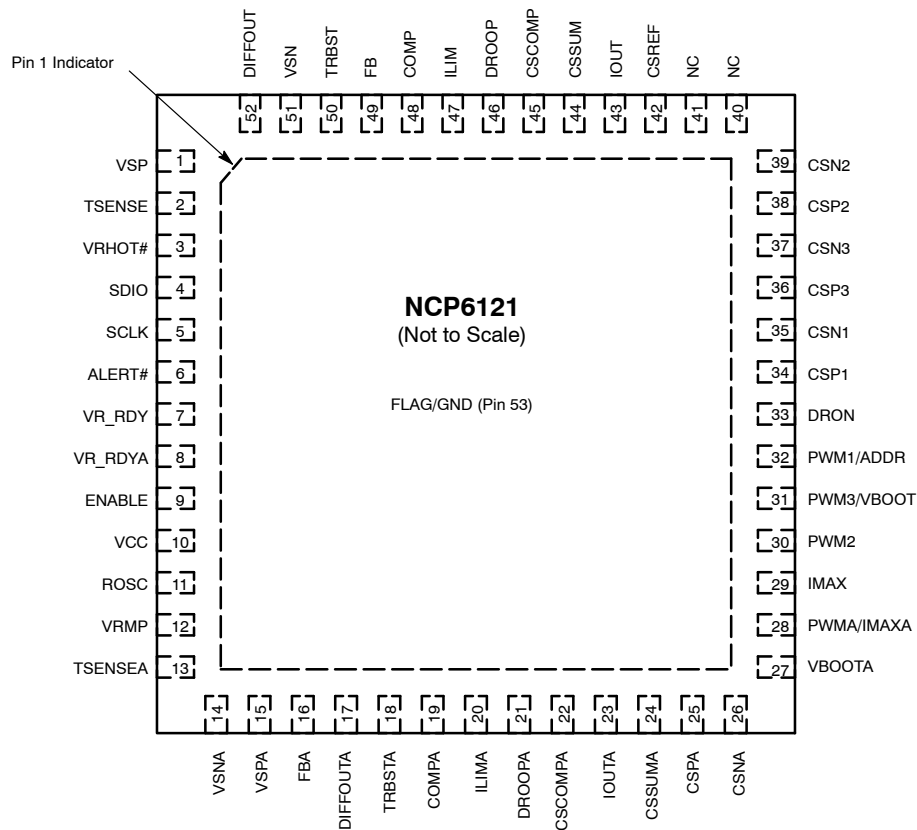 Pin 1 Indicator
DIFFOUT
VSN
TRBST
FB
COMP
ILIM
DROOP
CSCOMP
CSSUM
IOUT
CSREF
NC
NC
52
51
50
49
48
47
46
45
44
43
42
41
40
VSP 1
TSENSE 2
VRHOT# 3
SDIO 4
SCLK 5
ALERT# 6
VR_RDY 7
VR_RDYA 8
ENABLE 9
VCC 10
ROSC 11
VRMP 12
TSENSEA 13
NCP6121
(Not to Scale)
FLAG/GND (Pin 53)
39 CSN2
38 CSP2
37 CSN3
36 CSP3
35 CSN1
34 CSP1
33 DRON
32 PWM1/ADDR
31 PWM3/VBOOT
30 PWM2
29 IMAX
28 PWMA/IMAXA
27 VBOOTA
14
15
16
17
18
19
20
21
22
23
24
25
26
VSNA
VSPA
FBA
DIFFOUTA
TRBSTA
COMPA
ILIMA
DROOPA
CSCOMPA
IOUTA
CSSUMA
CSPA
CSNA